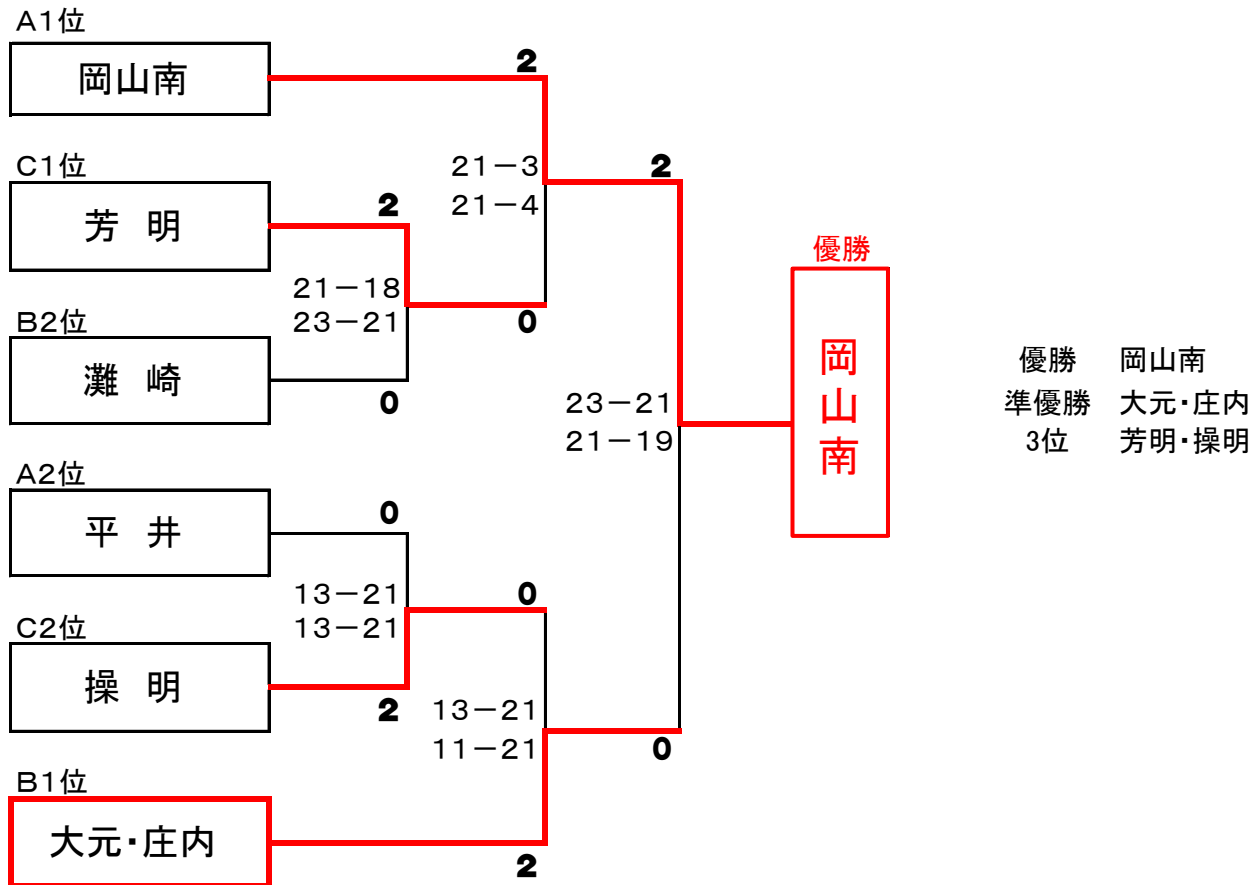 A1位
岡山南
2
C1位
芳 明
2
21－3
21－4
2
21－18
23－21
0
B2位
灘 崎
0
優勝
岡山南
23－21
21－19
優勝 岡山南
準優勝 大元・庄内
3位 芳明・操明
A2位
平 井
0
13－21
13－21
0
C2位
操 明
2
13－21
11－21
0
B1位
大元・庄内
2